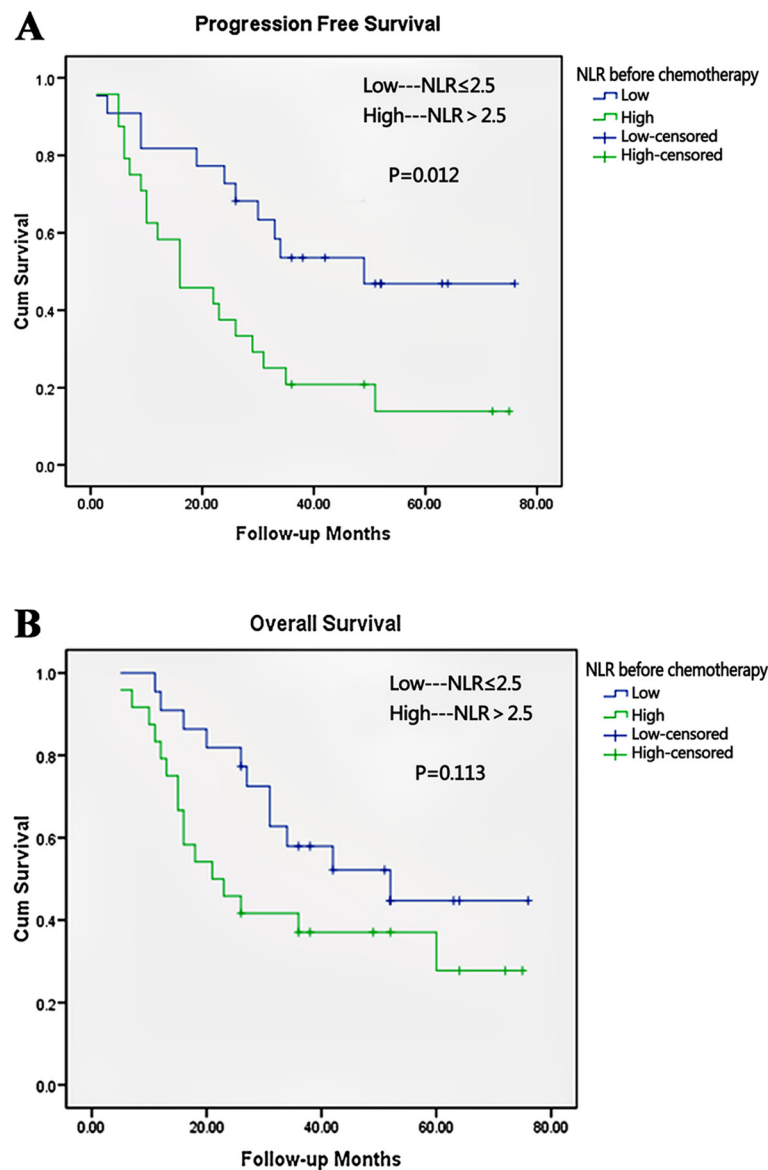 A
Progression Free Survival
Low---NLR≤2.5
High---NLR > 2.5
P=0.012
NLR before chemotherapy
Low
High
Low-censored
High-censored
Cum Survival
1.0
0.8
0.6
0.4
0.2
0.0
0.00 20.00 40.00 60.00 80.00
Follow-up Months
B
Overall Survival
Low---NLR≤2.5
High---NLR > 2.5
P=0.113
NLR before chemotherapy
Low
High
Low-censored
High-censored
Cum Survival
1.0
0.8
0.6
0.4
0.2
0.0
0.00 20.00 40.00 60.00 80.00
Follow-up Months